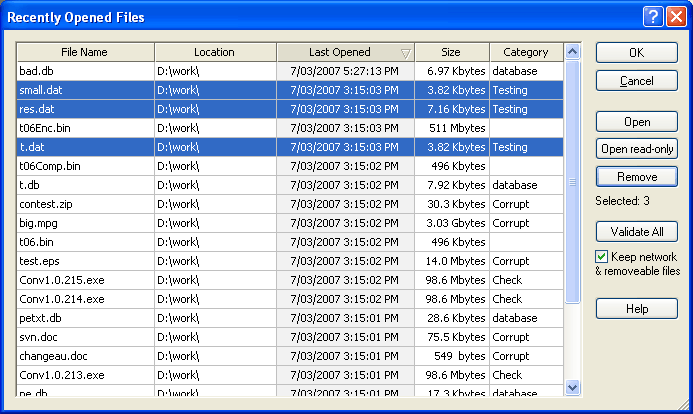 Recently Opened Files
File Name Location Last Opened Size Category
bad.db D:\work\ 7/03/2007 5:27:13 PM 6.97 Kbytes database
small.dat D:\work\ 7/03/2007 3:15:03 PM 3.82 Kbytes Testing
res.dat D:\work\ 7/03/2007 3:15:03 PM 7.16 Kbytes Testing
t06Enc.bin D:\work\ 7/03/2007 3:15:03 PM 511 Mbytes
t.dat D:\work\ 7/03/2007 3:15:03 PM 3.82 Kbytes Testing
t06Comp.bin D:\work\ 7/03/2007 3:15:02 PM 496 Kbytes
t.db D:\work\ 7/03/2007 3:15:02 PM 7.92 Kbytes database
contest.zip D:\work\ 7/03/2007 3:15:02 PM 30.3 Kbytes Corrupt
big.mpg D:\work\ 7/03/2007 3:15:02 PM 3.03 Gbytes Corrupt
t06.bin D:\work\ 7/03/2007 3:15:02 PM 496 Kbytes
test.eps D:\work\ 7/03/2007 3:15:02 PM 14.0 Mbytes Corrupt
Conv1.0.215.exe D:\work\ 7/03/2007 3:15:02 PM 98.6 Mbytes Check
Conv1.0.214.exe D:\work\ 7/03/2007 3:15:02 PM 98.6 Mbytes Check
petxt.db D:\work\ 7/03/2007 3:15:01 PM 28.6 Kbytes database
svn.doc D:\work\ 7/03/2007 3:15:01 PM 75.5 Kbytes Corrupt
changeau.doc D:\work\ 7/03/2007 3:15:01 PM 549 bytes Corrupt
Conv1.0.213.exe D:\work\ 7/03/2007 3:15:01 PM 98.6 Mbytes Check
pe.db D:\work\ 7/03/2007 3:15:01 PM 17.3 Kbytes database
OK
Cancel
Open
Open read-only
Remove
Selected: 3
Validate All
Keep network
& removeable files
Help